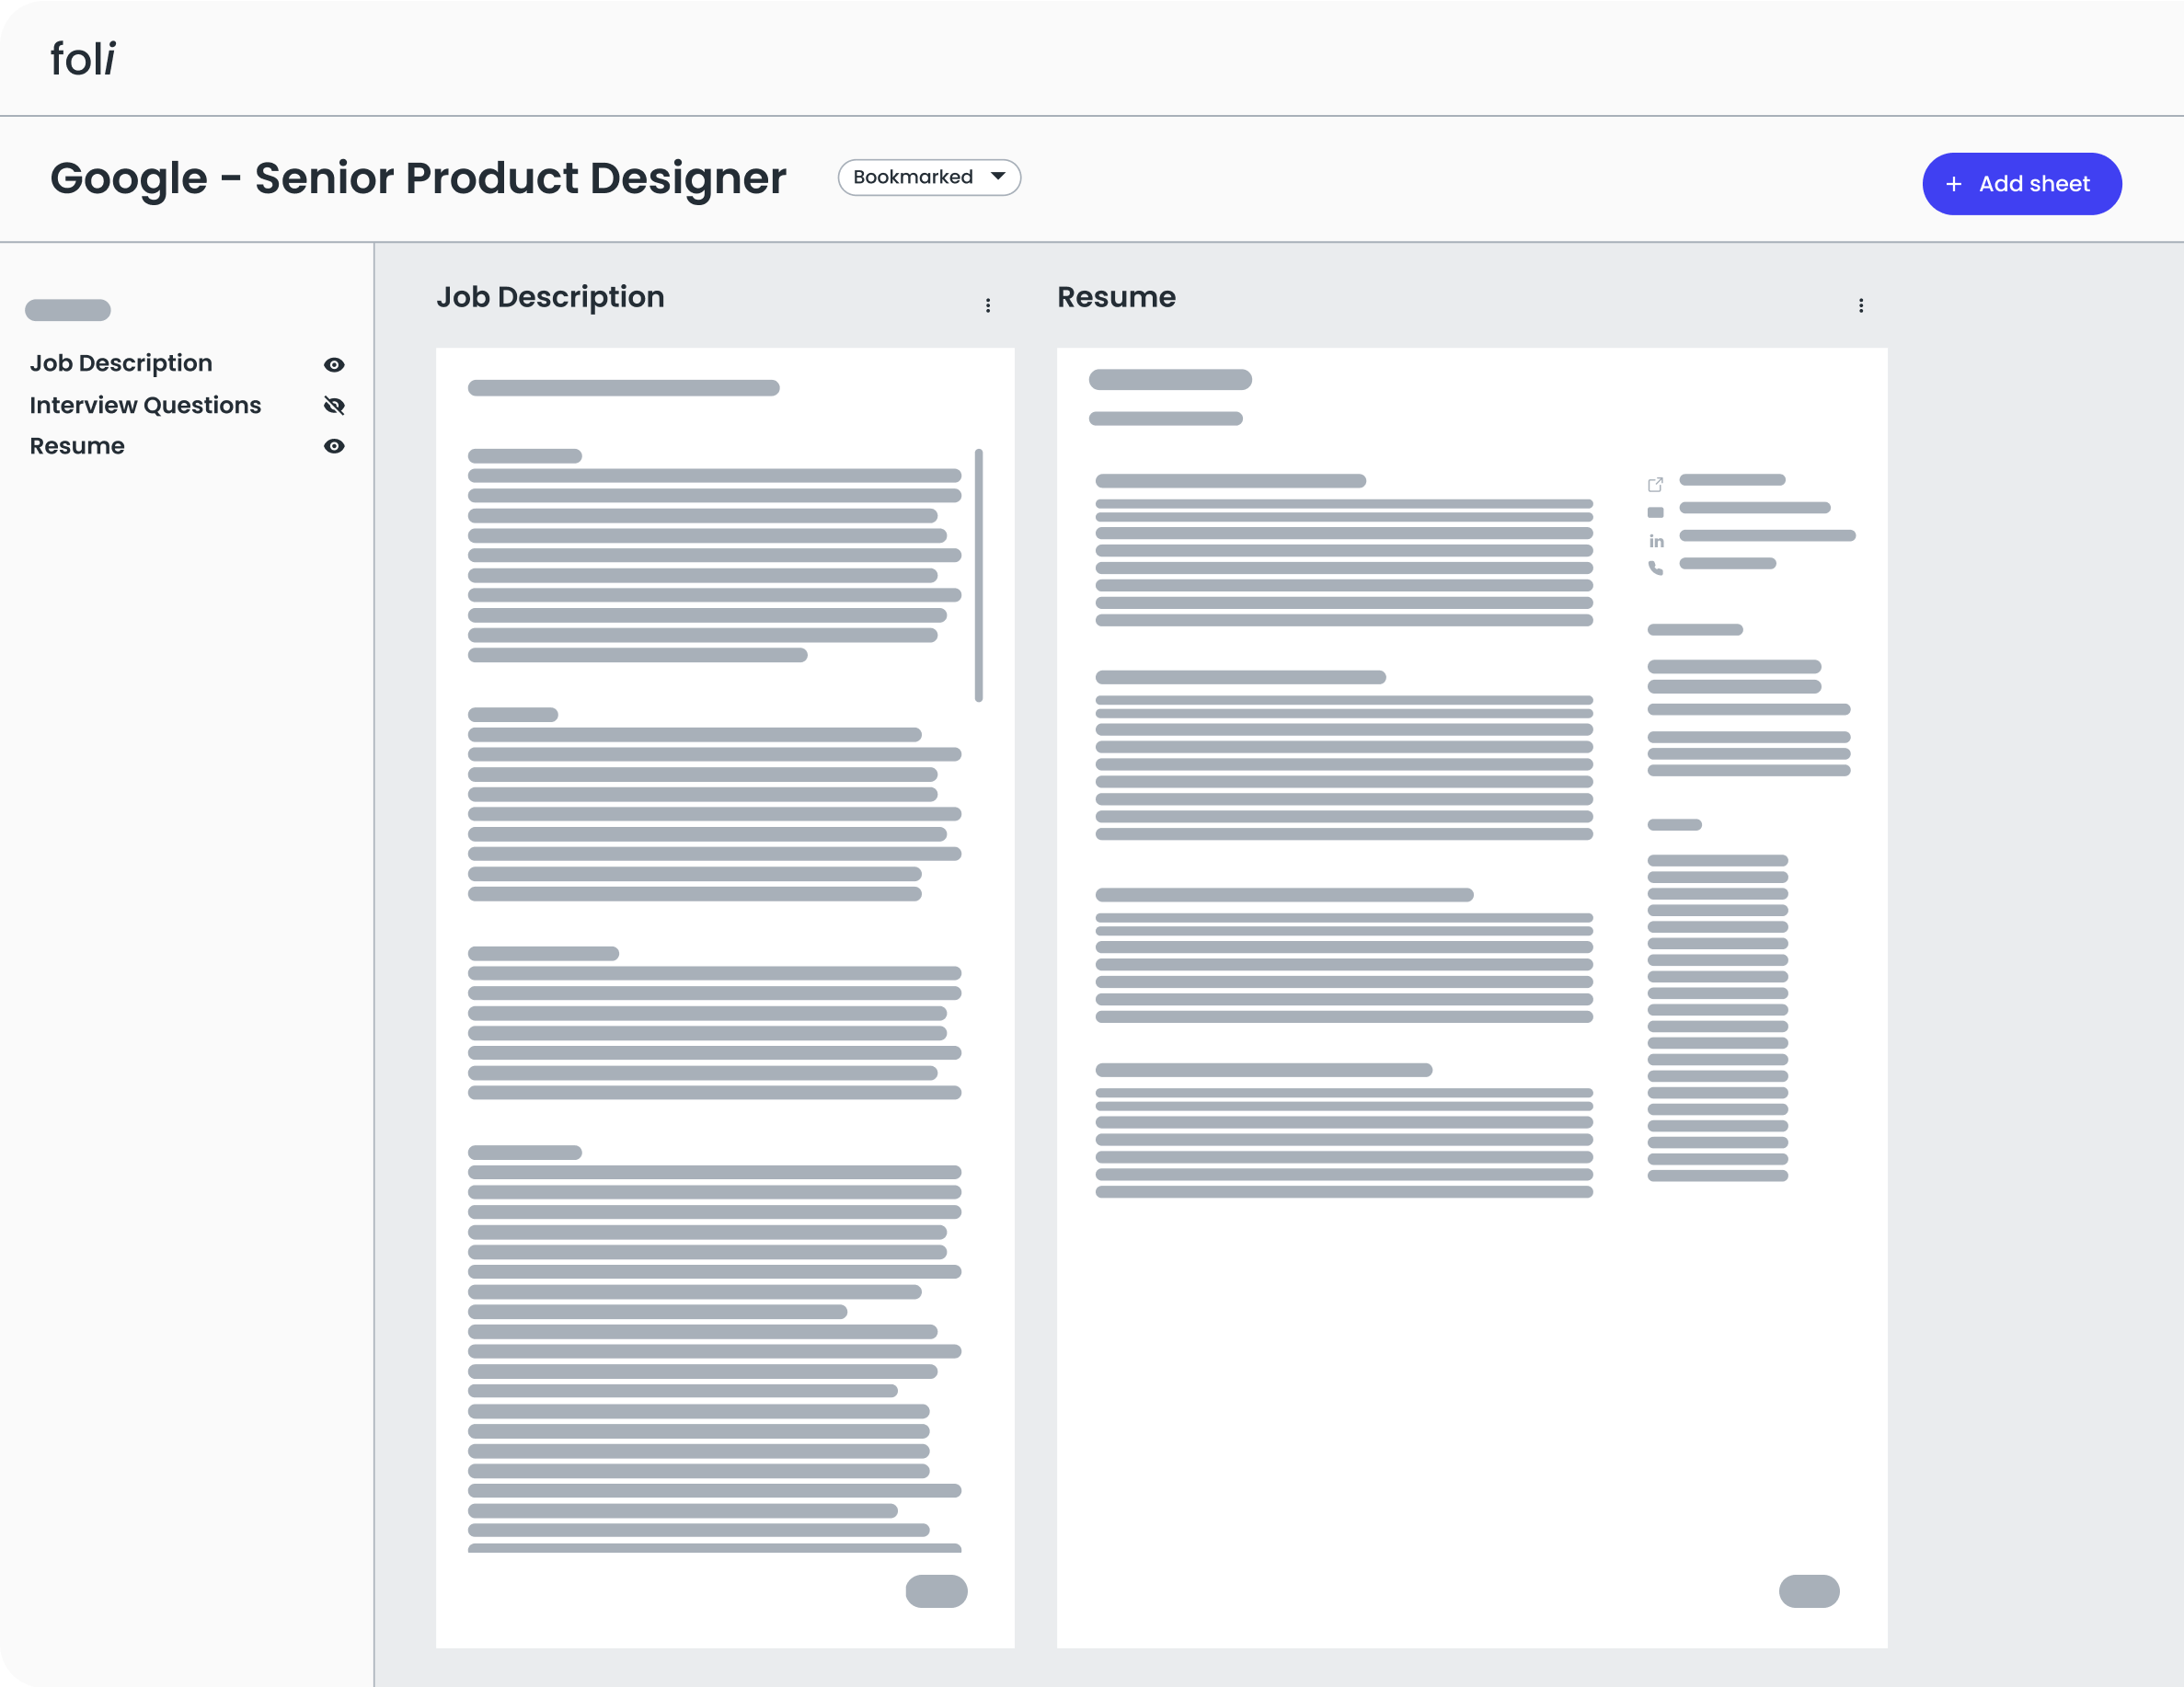 foli
Google - Senior Product Designer
Bookmarked
+ Add sheet
Job Description
Interview Questions
Resume
Job Description
Resume
in